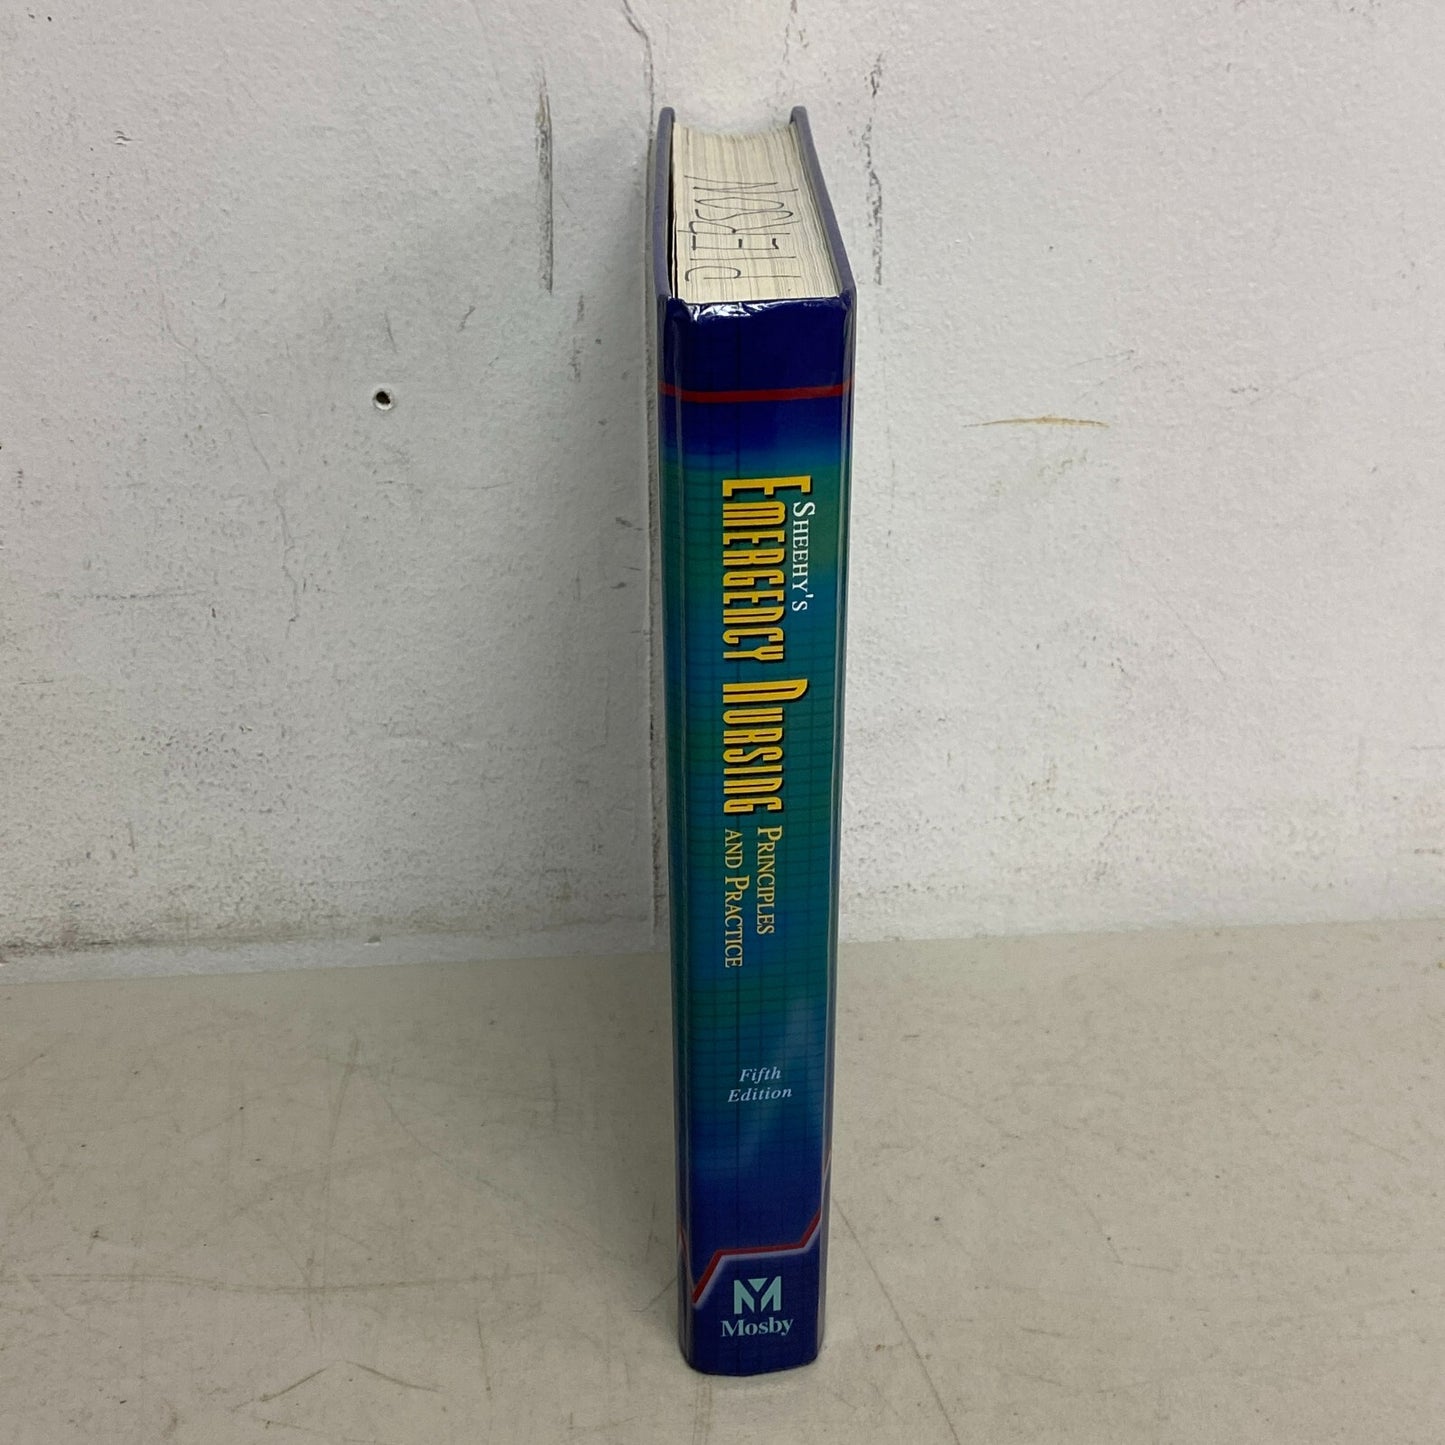 SHEEHY'S
EMERGENCY NURSING
PRINCIPLES
AND PRACTICE
Fifth
Edition
Mosby